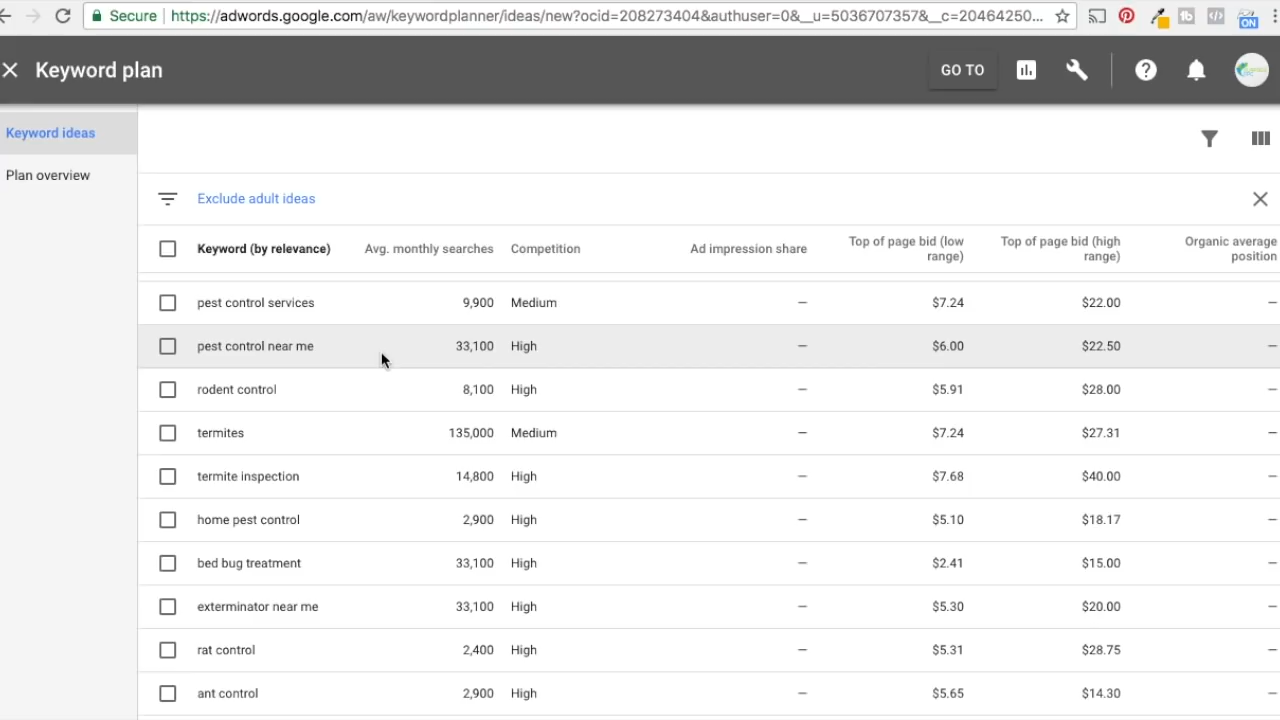 Secure https://adwords.google.com/aw/keywordplanner/ideas/new?ocid=208273404&authuser=0&__u=5036707357&__c=20464250...
ON
Keyword plan GO TO
Keyword ideas
Plan overview
Exclude adult ideas
Keyword (by relevance) Avg. monthly searches Competition Ad impression share Top of page bid (low range) Top of page bid (high range) Organic average position
pest control services 9,900 Medium – $7.24 $22.00 –
pest control near me 33,100 High – $6.00 $22.50 –
rodent control 8,100 High – $5.91 $28.00 –
termites 135,000 Medium – $7.24 $27.31 –
termite inspection 14,800 High – $7.68 $40.00 –
home pest control 2,900 High – $5.10 $18.17 –
bed bug treatment 33,100 High – $2.41 $15.00 –
exterminator near me 33,100 High – $5.30 $20.00 –
rat control 2,400 High – $5.31 $28.75 –
ant control 2,900 High – $5.65 $14.30 –